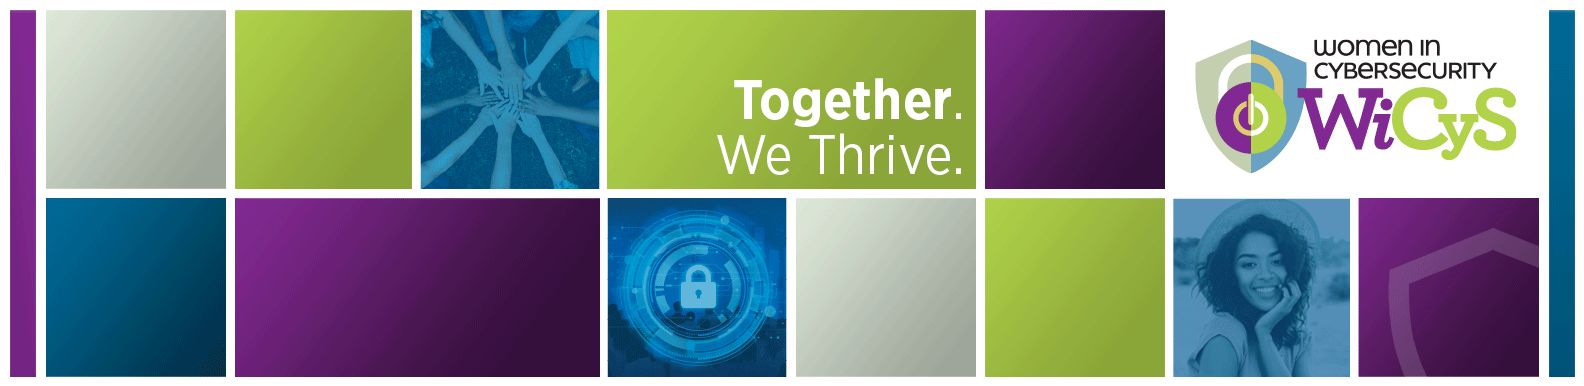 Together.
We Thrive.
women in
cybersecurity
WiCyS